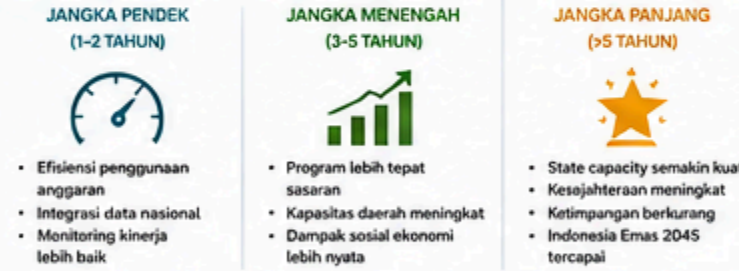 JANGKA PENDEK
(1–2 TAHUN)
• Efisiensi penggunaan
anggaran
• Integrasi data nasional
• Monitoring kinerja
lebih baik
JANGKA MENENGAH
(3-5 TAHUN)
• Program lebih tepat
sasaran
• Kapasitas daerah meningkat
• Dampak sosial ekonomi
lebih nyata
JANGKA PANJANG
(>5 TAHUN)
• State capacity semakin kuat
• Kesejahteraan meningkat
• Ketimpangan berkurang
• Indonesia Emas 2045
tercapai